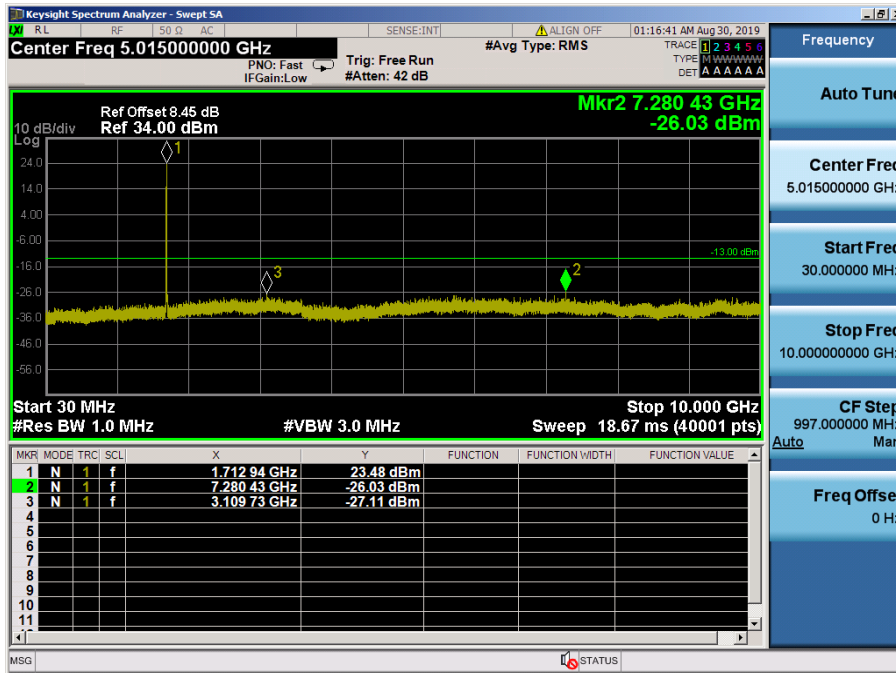 Keysight Spectrum Analyzer - Swept SA
LXI RL RF 50 Ω AC SENSE:INT ALIGN OFF 01:16:41 AM Aug 30, 2019
Center Freq 5.015000000 GHz
PNO: Fast
IFGain:Low
Trig: Free Run
#Atten: 42 dB
#Avg Type: RMS
TRACE 1 2 3 4 5 6
TYPE M WWWWW
DET A A A A A A
Ref Offset 8.45 dB
10 dB/div Ref 34.00 dBm
Log
Mkr2 7.280 43 GHz
-26.03 dBm
24.0
14.0
4.00
-6.00
-16.0
-26.0
-36.0
-46.0
-56.0
1
3
2
-13.00 dBm
Start 30 MHz Stop 10.000 GHz
#Res BW 1.0 MHz #VBW 3.0 MHz Sweep 18.67 ms (40001 pts)
MKR MODE TRC SCL X Y FUNCTION FUNCTION WIDTH FUNCTION VALUE
1 N 1 f 1.712 94 GHz 23.48 dBm
2 N 1 f 7.280 43 GHz -26.03 dBm
3 N 1 f 3.109 73 GHz -27.11 dBm
4
5
6
7
8
9
10
11
MSG STATUS
Frequency
Auto Tune
Center Freq
5.015000000 GHz
Start Freq
30.000000 MHz
Stop Freq
10.000000000 GHz
CF Step
997.000000 MHz
Auto Man
Freq Offset
0 Hz